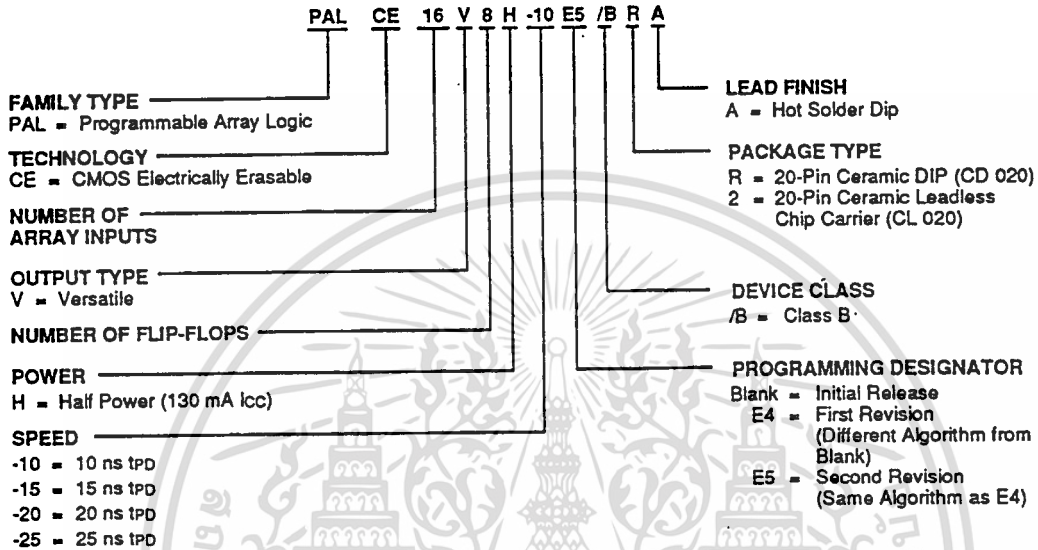 PAL CE 16 V 8 H -10 E5 /B R A
FAMILY TYPE
PAL = Programmable Array Logic
TECHNOLOGY
CE = CMOS Electrically Erasable
NUMBER OF
ARRAY INPUTS
OUTPUT TYPE
V = Versatile
NUMBER OF FLIP-FLOPS
POWER
H = Half Power (130 mA Icc)
SPEED
-10 = 10 ns tPD
-15 = 15 ns tPD
-20 = 20 ns tPD
-25 = 25 ns tPD
LEAD FINISH
A = Hot Solder Dip
PACKAGE TYPE
R = 20-Pin Ceramic DIP (CD 020)
2 = 20-Pin Ceramic Leadless
Chip Carrier (CL 020)
DEVICE CLASS
/B = Class B
PROGRAMMING DESIGNATOR
Blank = Initial Release
E4 = First Revision
(Different Algorithm from
Blank)
E5 = Second Revision
(Same Algorithm as E4)